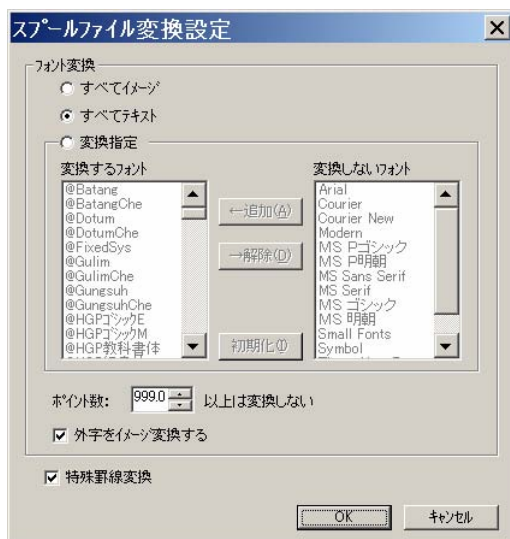 スプールファイル変換設定
フォント変換
すべてイメージ
すべてテキスト
変換指定
変換するフォント
@Batang
@BatangChe
@Dotum
@DotumChe
@FixedSys
@Gulim
@GulimChe
@Gungsuh
@GungsuhChe
@HGPゴシックE
@HGPゴシックM
@HGP教科書体
←追加(A)
→解除(D)
初期化(I)
変換しないフォント
Arial
Courier
Courier New
Modern
MS Pゴシック
MS P明朝
MS Sans Serif
MS Serif
MS ゴシック
MS 明朝
Small Fonts
Symbol
ポイント数: 999.0 以上は変換しない
外字をイメージ変換する
特殊罫線変換
OK キャンセル